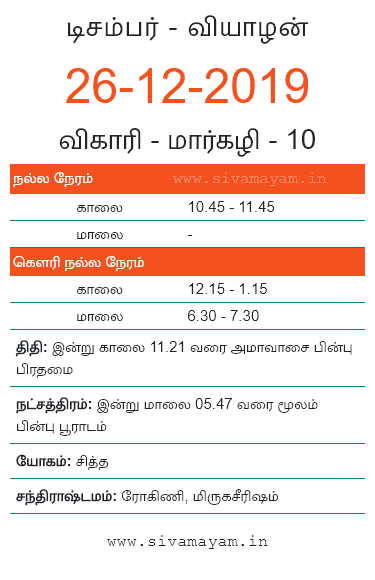 டிசம்பர் - வியாழன்
26-12-2019
விகாரி - மார்கழி - 10
நல்ல நேரம் www.sivamayam.in
காலை 10.45 - 11.45
மாலை -
கௌரி நல்ல நேரம்
காலை 12.15 - 1.15
மாலை 6.30 - 7.30
திதி: இன்று காலை 11.21 வரை அமாவாசை பின்பு
பிரதமை
நட்சத்திரம்: இன்று மாலை 05.47 வரை மூலம்
பின்பு பூராடம்
யோகம்: சித்த
சந்திராஷ்டமம்: ரோகிணி, மிருகசீரிஷம்
www.sivamayam.in